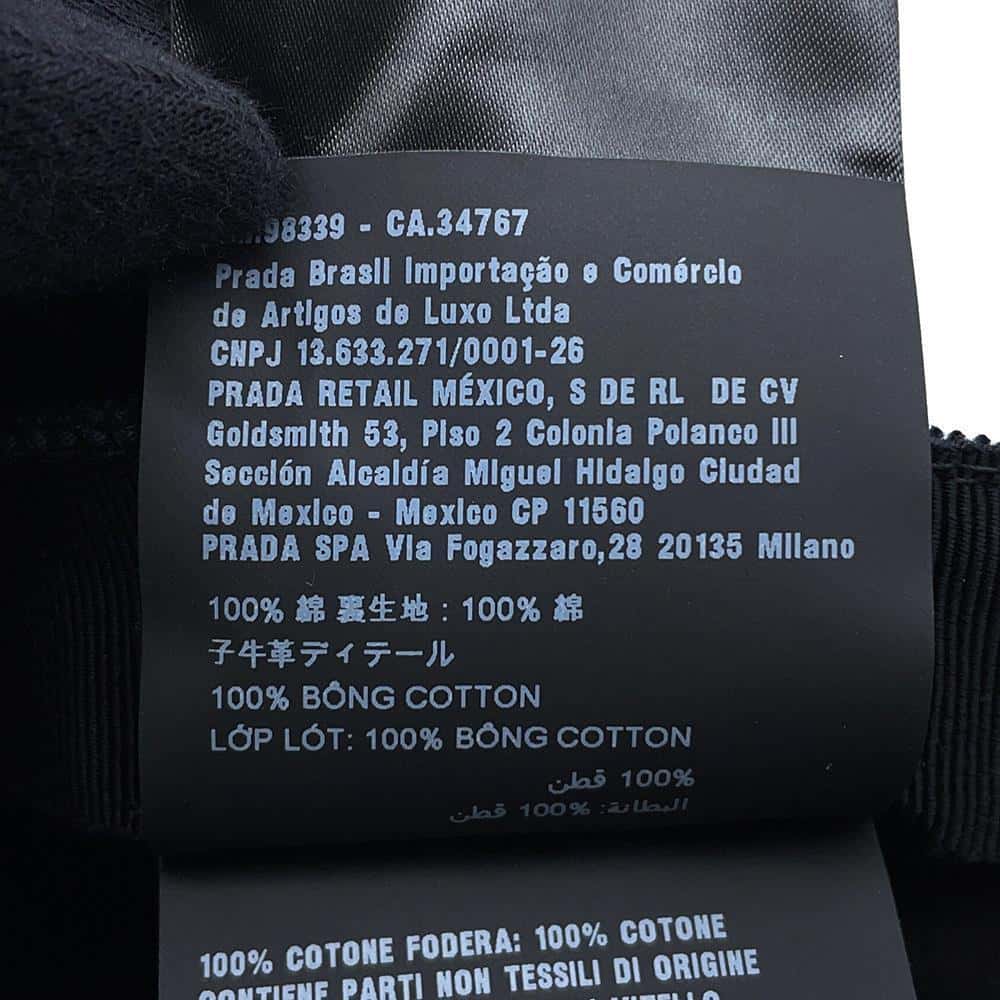 98339 - CA.34767
Prada Brasil Importação e Comércio
de Artigos de Luxo Ltda
CNPJ 13.633.271/0001-26
PRADA RETAIL MÉXICO, S DE RL DE CV
Goldsmith 53, Piso 2 Colonia Polanco III
Sección Alcaldía Miguel Hidalgo Ciudad
de Mexico - Mexico CP 11560
PRADA SPA Via Fogazzaro,28 20135 Milano
100% 綿 裏生地 : 100% 綿
子牛革ディテール
100% BÔNG COTTON
LỚP LÓT: 100% BÔNG COTTON
100% قطن
البطانة: 100% قطن
100% COTONE FODERA: 100% COTONE
CONTIENE PARTI NON TESSILI DI ORIGINE
VITELLO